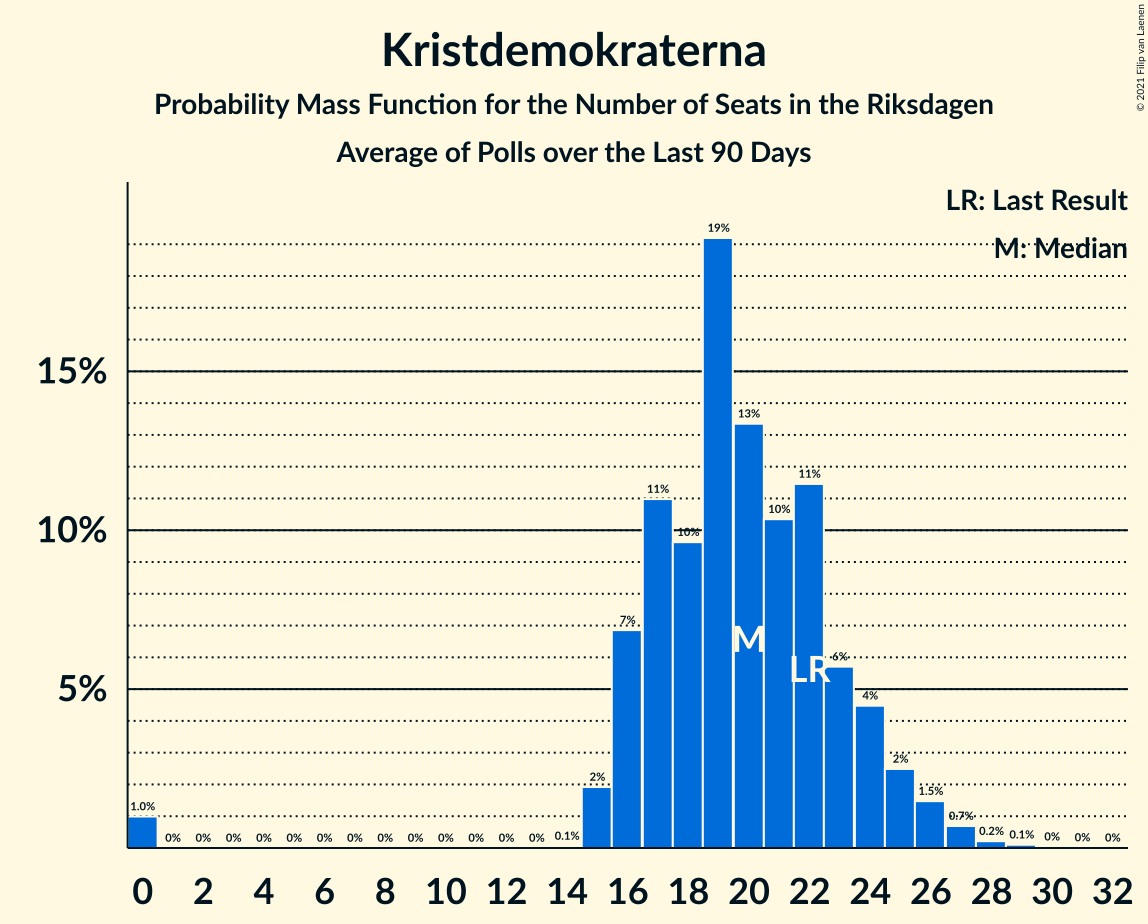 Kristdemokraterna
Probability Mass Function for the Number of Seats in the Riksdagen
Average of Polls over the Last 90 Days
© 2021 Filip van Laenen
LR: Last Result
M: Median
15%
10%
5%
1.0% 0% 0% 0% 0% 0% 0% 0% 0% 0% 0% 0% 0% 0% 0.1% 2% 7% 11% 10% 19% 13% 10% 11% 6% 4% 2% 1.5% 0.7% 0.2% 0.1% 0% 0% 0%
M
LR
0 2 4 6 8 10 12 14 16 18 20 22 24 26 28 30 32